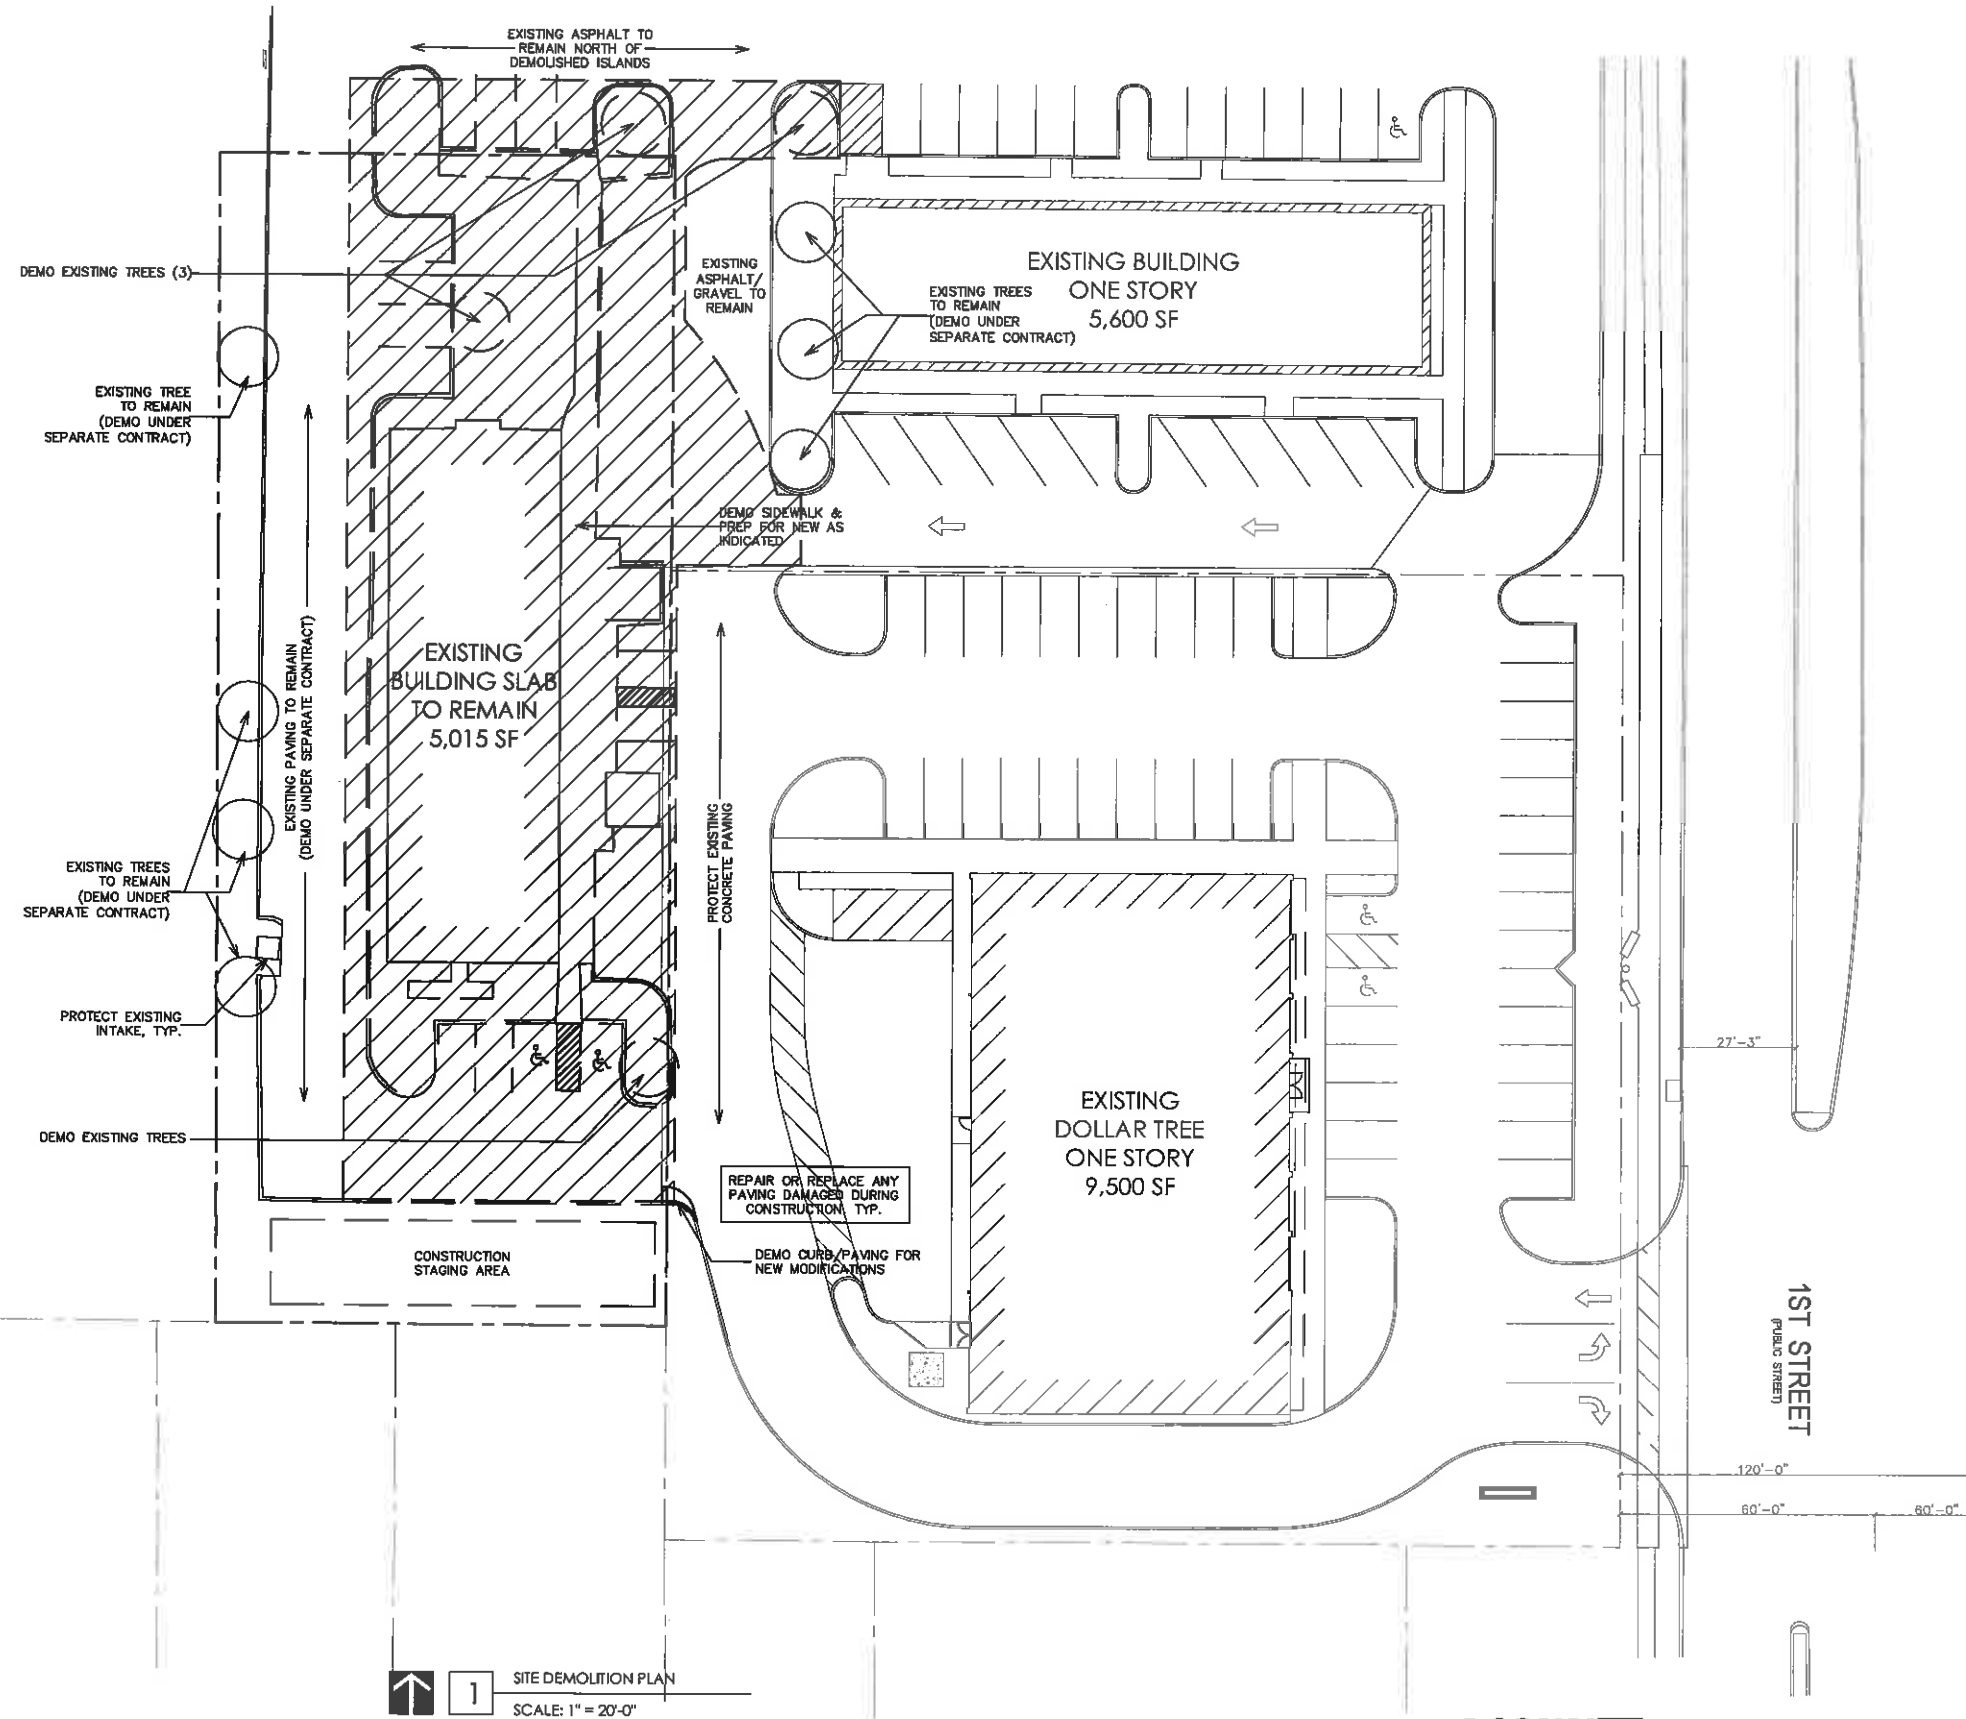 EXISTING ASPHALT TO
REMAIN NORTH OF
DEMOLISHED ISLANDS
DEMO EXISTING TREES (3)
EXISTING
ASPHALT/
GRAVEL TO
REMAIN
EXISTING BUILDING
ONE STORY
5,600 SF
EXISTING TREES
TO REMAIN
(DEMO UNDER
SEPARATE CONTRACT)
EXISTING TREE
TO REMAIN
(DEMO UNDER
SEPARATE CONTRACT)
DEMO SIDEWALK &
PREP FOR NEW AS
INDICATED
EXISTING PAVING TO REMAIN
(DEMO UNDER SEPARATE CONTRACT)
EXISTING
BUILDING SLAB
TO REMAIN
5,015 SF
PROTECT EXISTING
CONCRETE PAVING
EXISTING TREES
TO REMAIN
(DEMO UNDER
SEPARATE CONTRACT)
PROTECT EXISTING
INTAKE, TYP.
27'-3"
EXISTING
DOLLAR TREE
ONE STORY
9,500 SF
DEMO EXISTING TREES
REPAIR OR REPLACE ANY
PAVING DAMAGED DURING
CONSTRUCTION, TYP.
DEMO CURB/PAVING FOR
NEW MODIFICATIONS
CONSTRUCTION
STAGING AREA
1ST STREET
(PUBLIC STREET)
120'-0"
60'-0"
60'-0"
1
SITE DEMOLITION PLAN
SCALE: 1" = 20'-0"